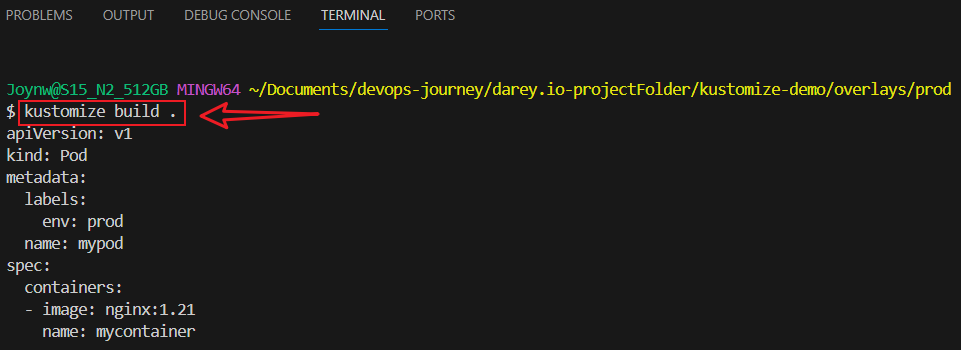 PROBLEMS OUTPUT DEBUG CONSOLE TERMINAL PORTS
Joynw@S15_N2_512GB MINGW64 ~/Documents/devops-journey/darey.io-projectFolder/kustomize-demo/overlays/prod
$ kustomize build .
apiVersion: v1
kind: Pod
metadata:
  labels:
    env: prod
  name: mypod
spec:
  containers:
  - image: nginx:1.21
    name: mycontainer